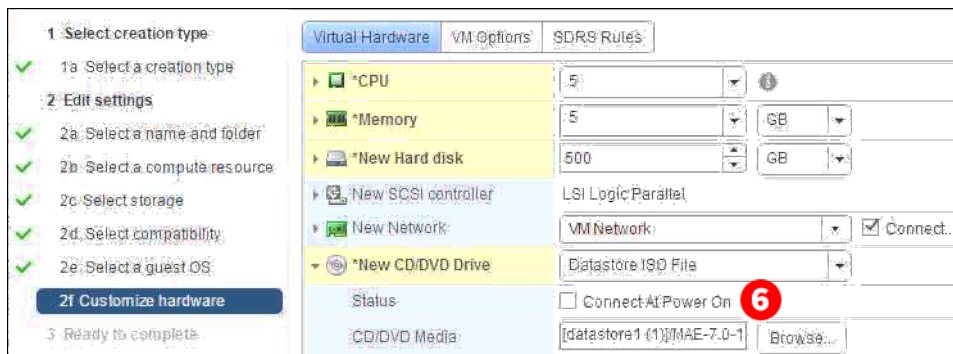 1 Select creation type
✓ 1a Select a creation type
2 Edit settings
✓ 2a Select a name and folder
✓ 2b Select a compute resource
✓ 2c Select storage
✓ 2d Select compatibility
✓ 2e Select a guest OS
2f Customize hardware
3 Ready to complete
Virtual Hardware VM Options SDRS Rules
*CPU 5
*Memory 5 GB
*New Hard disk 500 GB
New SCSI controller LSI Logic Parallel
New Network VM Network Connect...
*New CD/DVD Drive Datastore ISO File
Status Connect At Power On 6
CD/DVD Media [datastore1 (1)]MAE-7.0-1 Browse...